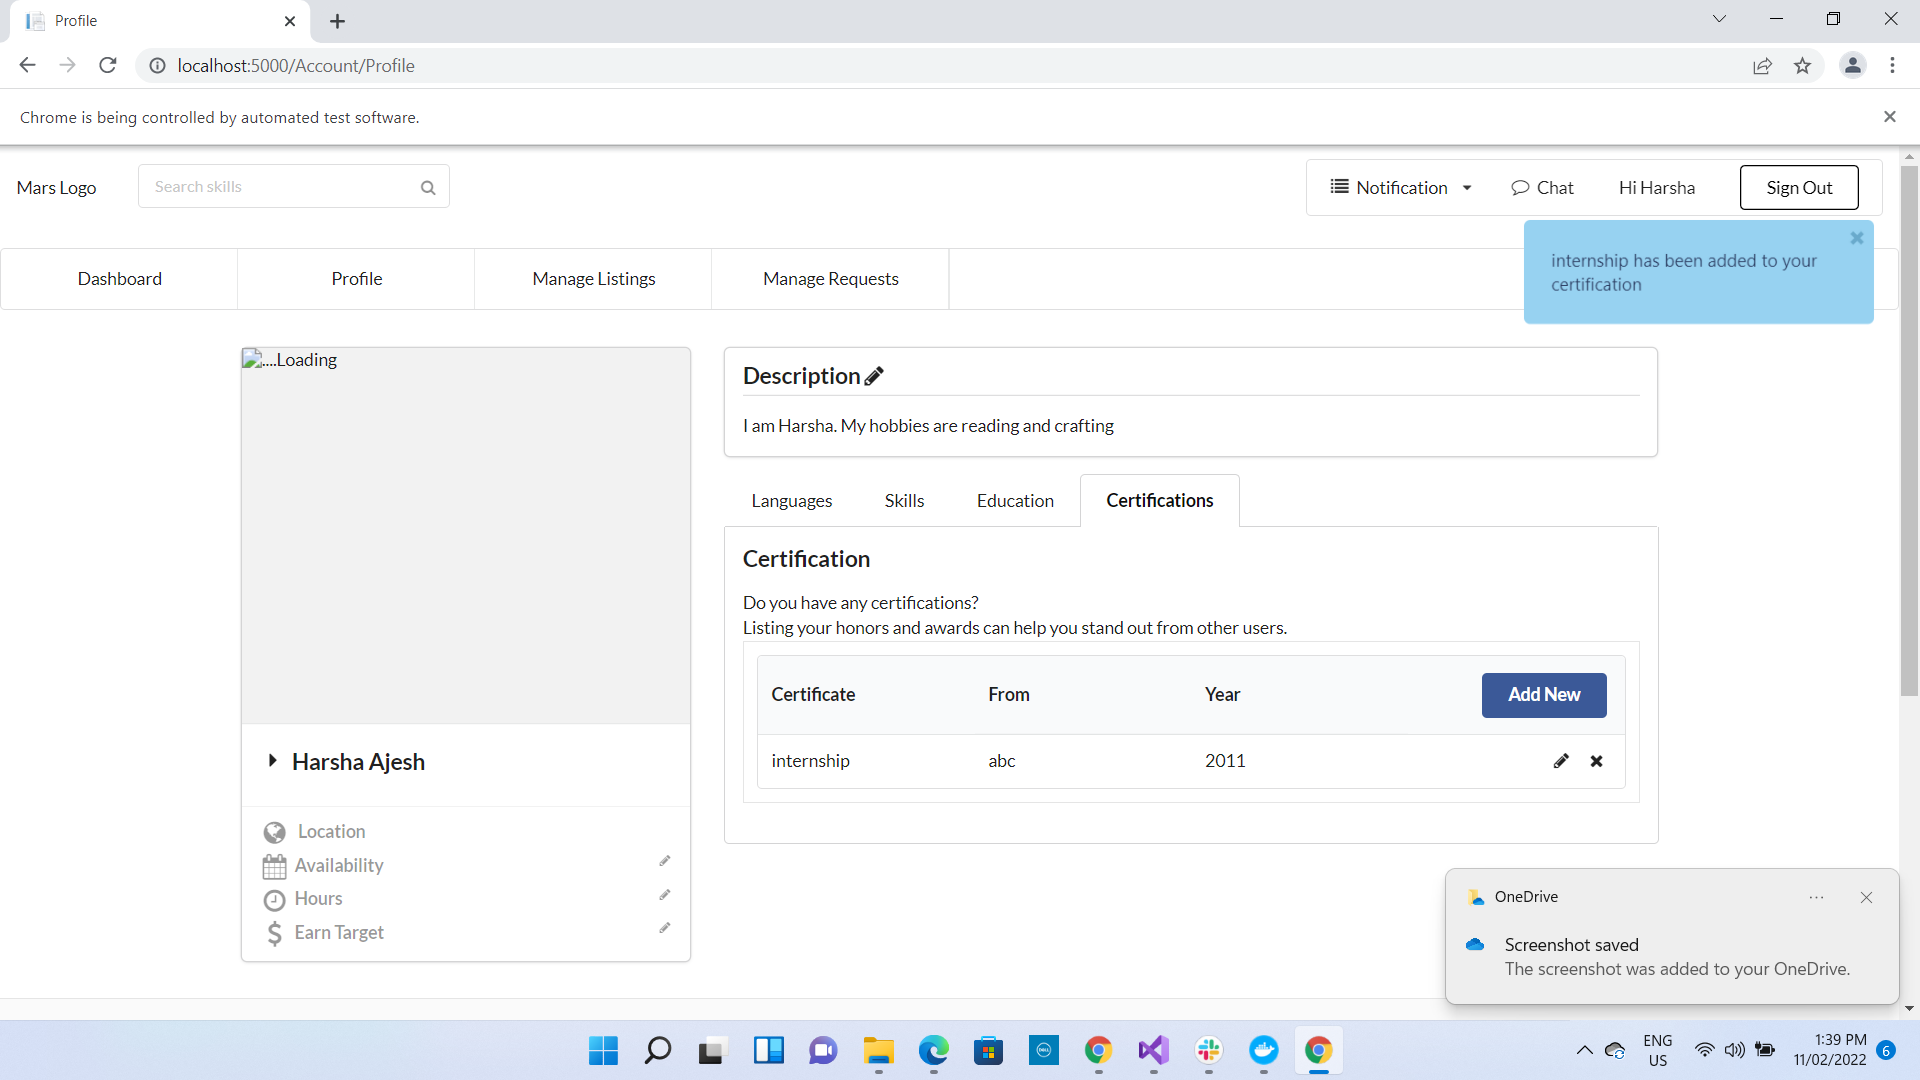 Profile
localhost:5000/Account/Profile
Chrome is being controlled by automated test software.
Mars Logo
Search skills
Notification
Chat
Hi Harsha
Sign Out
internship has been added to your
certification
Dashboard
Profile
Manage Listings
Manage Requests
....Loading
Description
I am Harsha. My hobbies are reading and crafting
Languages
Skills
Education
Certifications
Certification
Do you have any certifications?
Listing your honors and awards can help you stand out from other users.
Certificate From Year Add New
internship abc 2011
Harsha Ajesh
Location
Availability
Hours
Earn Target
OneDrive
Screenshot saved
The screenshot was added to your OneDrive.
ENG
US
1:39 PM
11/02/2022
6